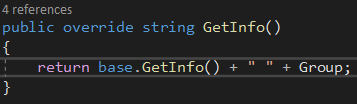 4 references
public override string GetInfo()
{
    return base.GetInfo() + " " + Group;
}